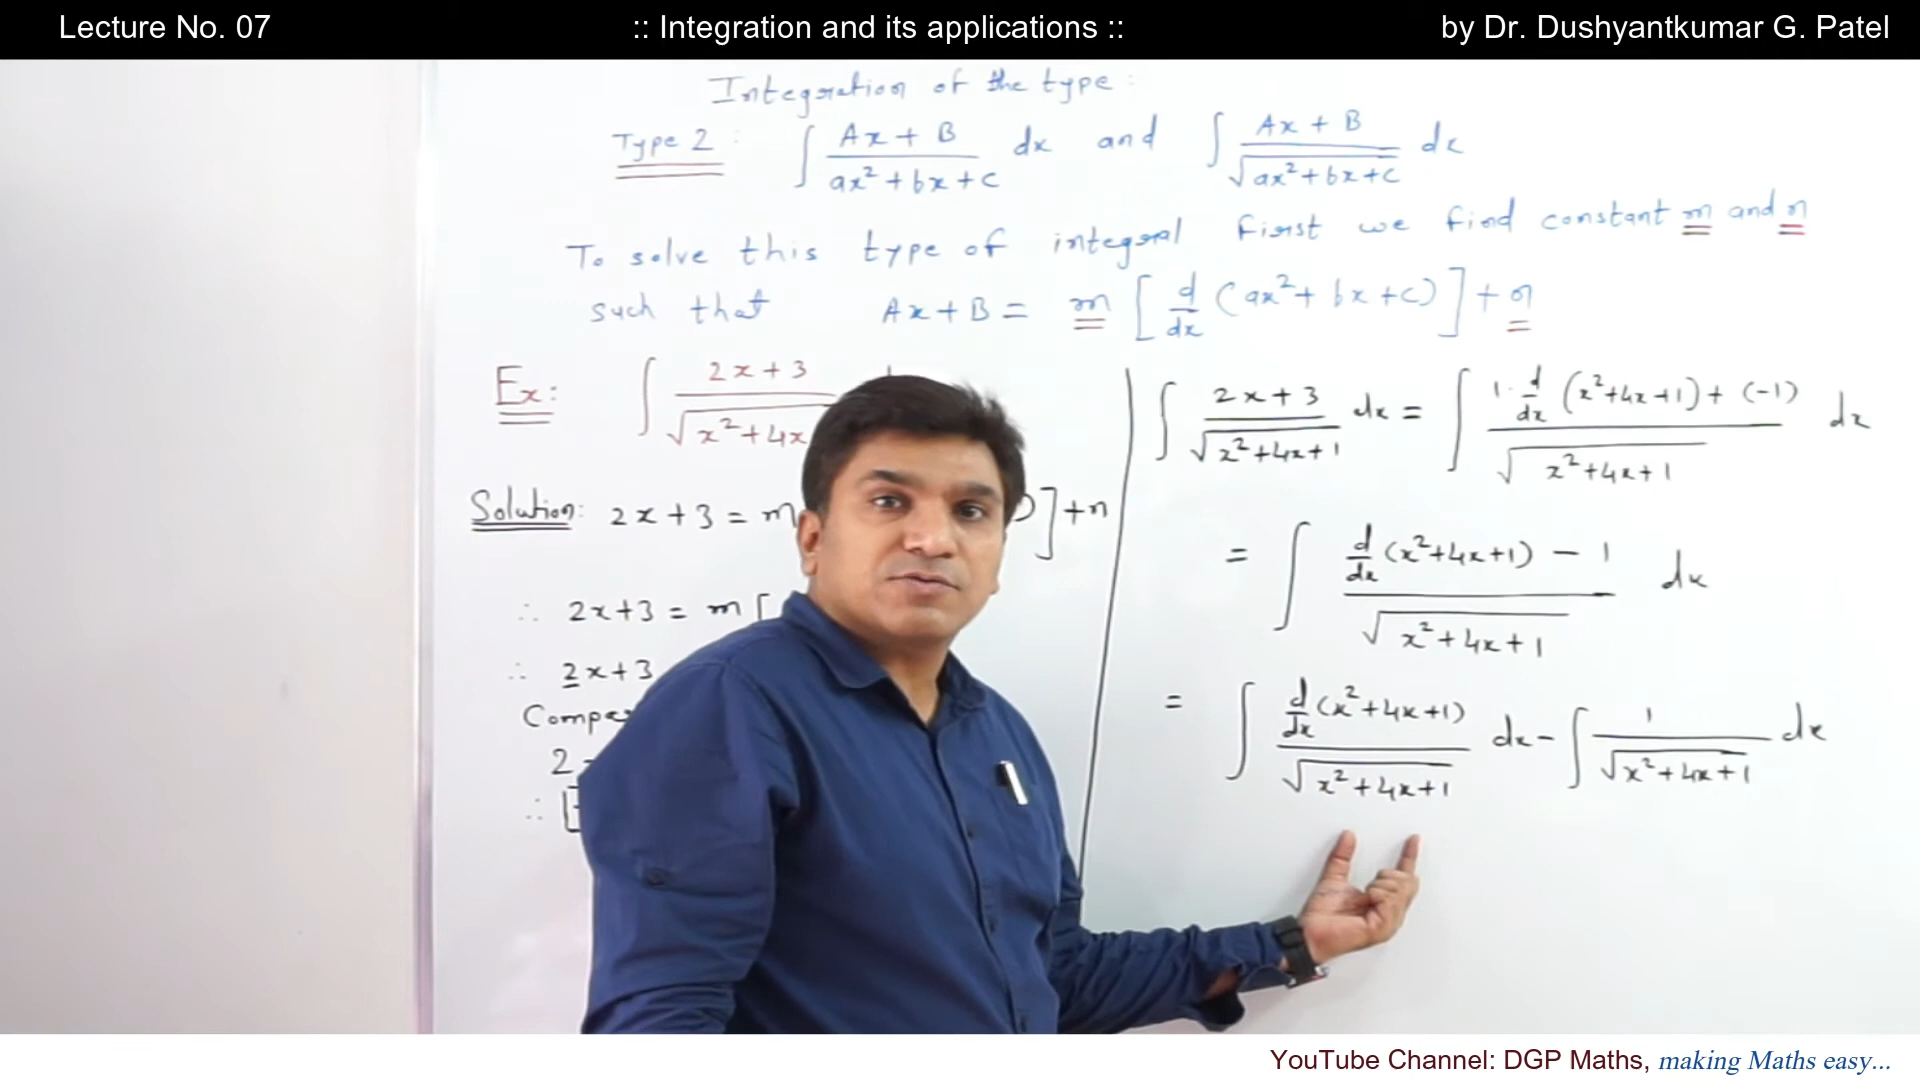 Lecture No. 07 :: Integration and its applications :: by Dr. Dushyantkumar G. Patel
Integration of the type:
Type 2: ∫ (Ax + B)/(ax² + bx + c) dx and ∫ (Ax + B)/√(ax² + bx + c) dx
To solve this type of integral first we find constant m and n
such that Ax + B = m [d/dx (ax² + bx + c)] + n
Ex: ∫ (2x + 3)/√(x² + 4x
Solution: 2x + 3 = m ] + n
∴ 2x + 3 = m [
∴ 2x + 3
2
∴
∫ (2x + 3)/√(x² + 4x + 1) dx = ∫ (1· d/dx (x² + 4x + 1) + (-1))/√(x² + 4x + 1) dx
= ∫ (d/dx (x² + 4x + 1) - 1)/√(x² + 4x + 1) dx
= ∫ (d/dx (x² + 4x + 1))/√(x² + 4x + 1) dx - ∫ 1/√(x² + 4x + 1) dx
YouTube Channel: DGP Maths, making Maths easy...